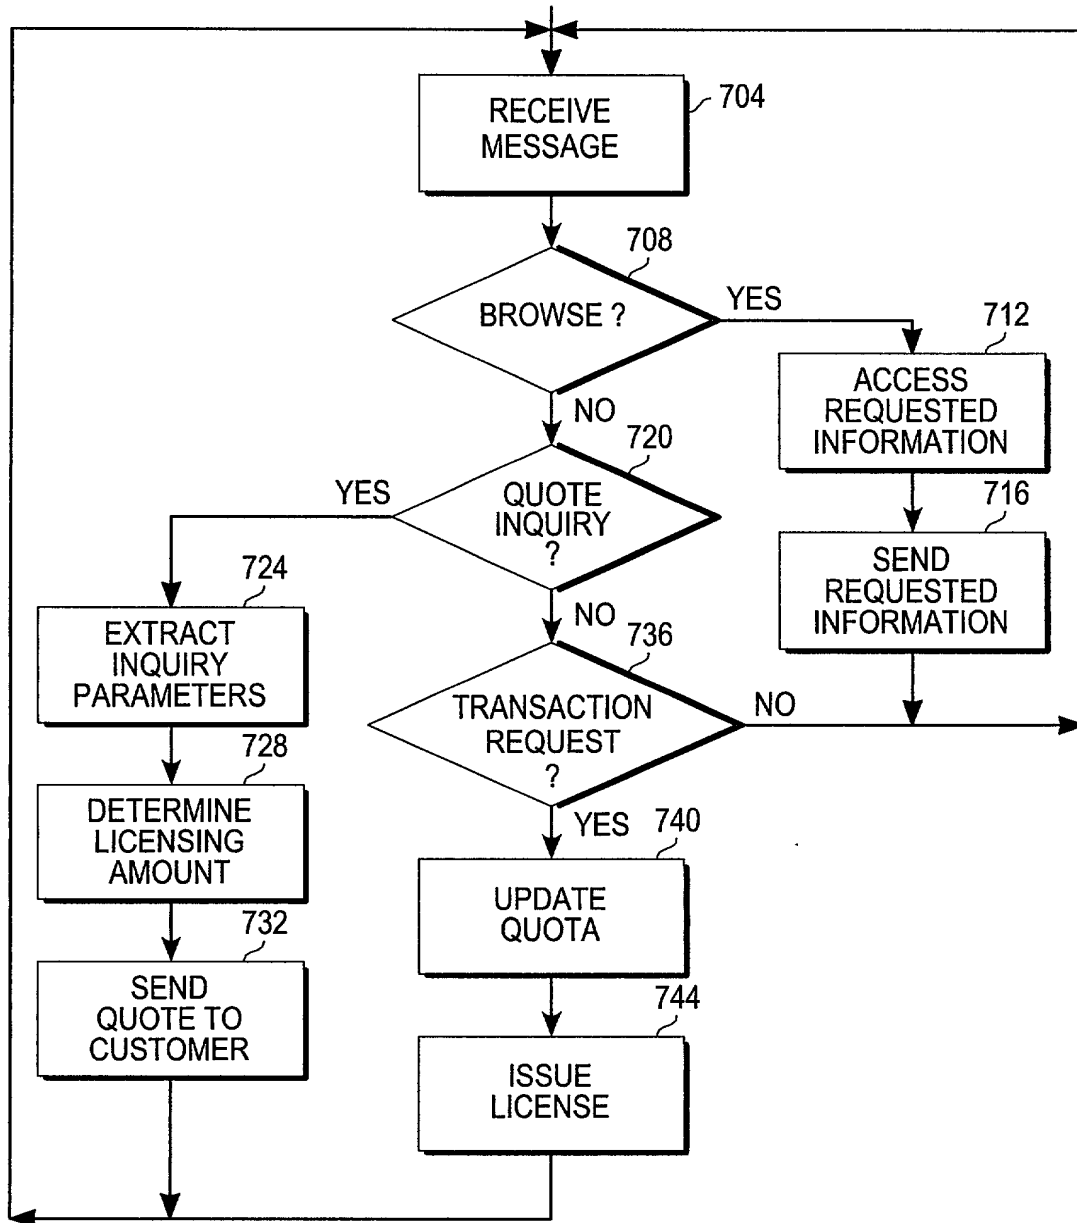 RECEIVE
MESSAGE
704
708
BROWSE ?
YES
NO
712
ACCESS
REQUESTED
INFORMATION
716
SEND
REQUESTED
INFORMATION
720
QUOTE
INQUIRY
?
YES
NO
724
EXTRACT
INQUIRY
PARAMETERS
728
DETERMINE
LICENSING
AMOUNT
732
SEND
QUOTE TO
CUSTOMER
736
TRANSACTION
REQUEST
?
NO
YES
740
UPDATE
QUOTA
744
ISSUE
LICENSE